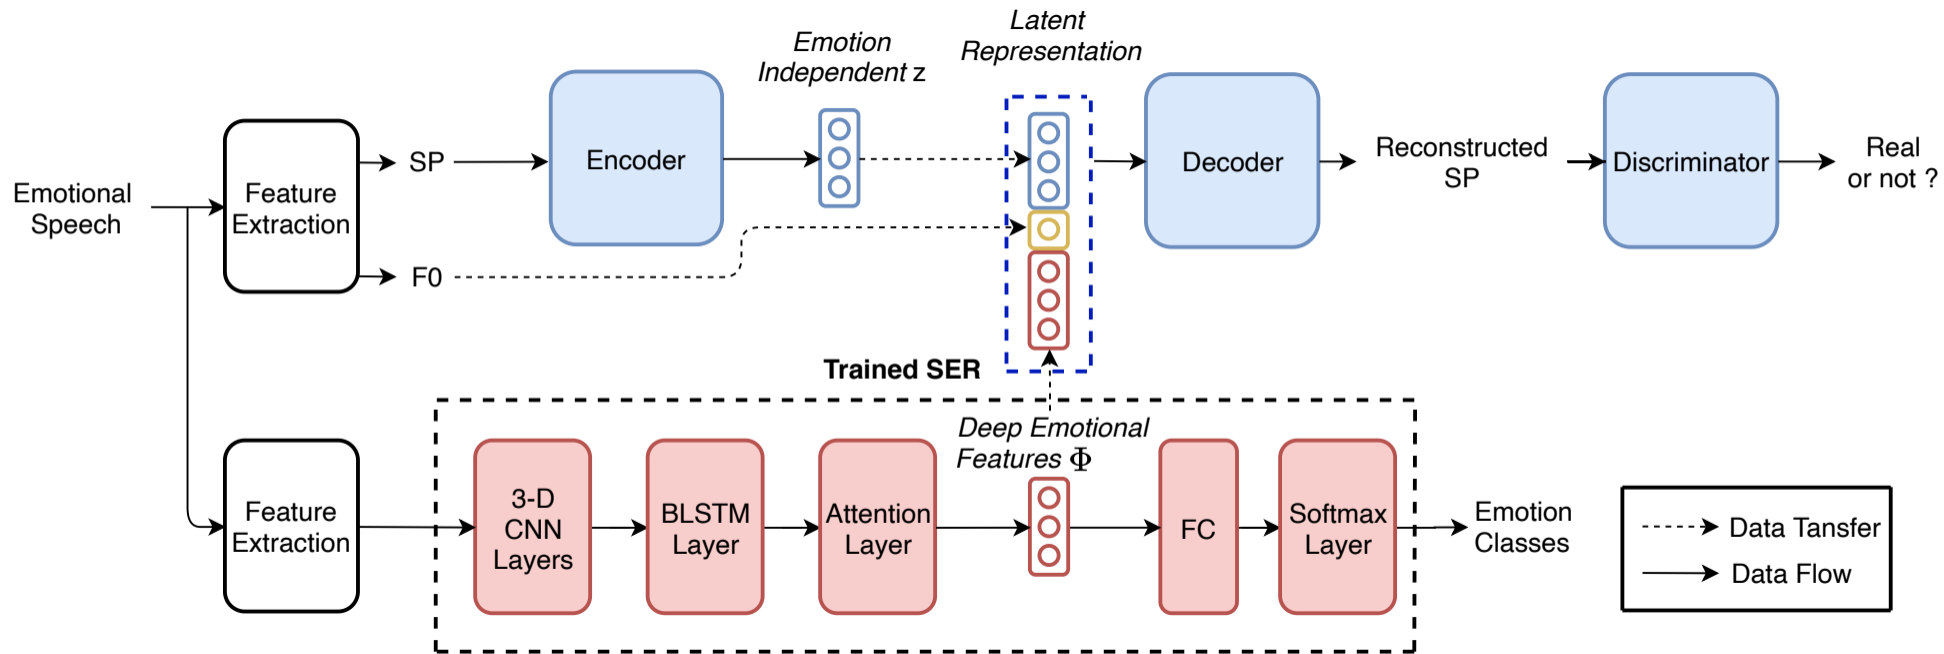 Emotional
Speech
Feature
Extraction
SP
F0
Encoder
Emotion
Independent z
Latent
Representation
Decoder
Reconstructed
SP
Discriminator
Real
or not ?
Trained SER
Feature
Extraction
3-D
CNN
Layers
BLSTM
Layer
Attention
Layer
Deep Emotional
Features Φ
FC
Softmax
Layer
Emotion
Classes
Data Tansfer
Data Flow